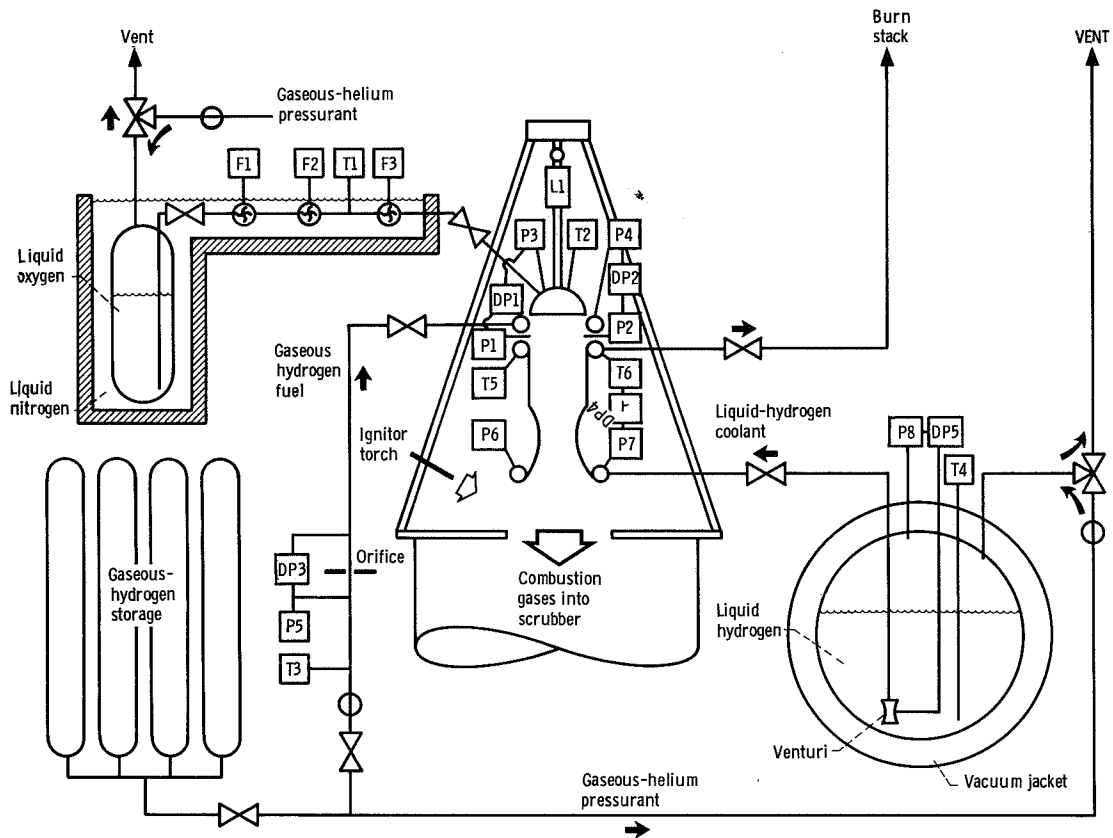 Vent
Burn
stack
VENT
Gaseous-helium
pressurant
F1
F2
T1
F3
L1
P3
T2
P4
Liquid
oxygen
DP1
DP2
P1
P2
Gaseous
hydrogen
fuel
T5
T6
Liquid
nitrogen
DP4
Liquid-hydrogen
coolant
P6
P7
P8
DP5
Ignitor
torch
T4
Orifice
DP3
Gaseous-
hydrogen
storage
Combustion
gases into
scrubber
P5
Liquid
hydrogen
T3
Venturi
Vacuum jacket
Gaseous-helium
pressurant